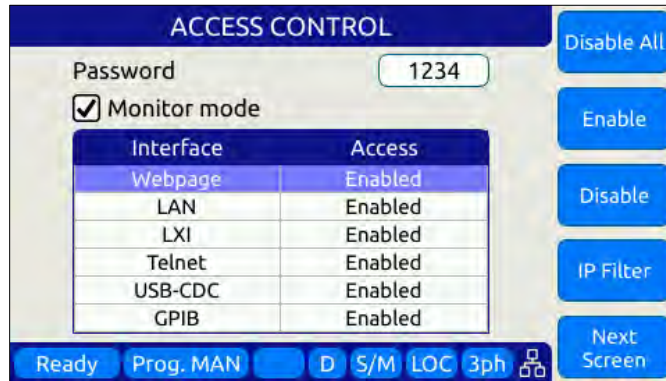 ACCESS CONTROL
Password 1234
Monitor mode
Interface Access
Webpage Enabled
LAN Enabled
LXI Enabled
Telnet Enabled
USB-CDC Enabled
GPIB Enabled
Ready Prog. MAN D S/M LOC 3ph
Disable All
Enable
Disable
IP Filter
Next
Screen